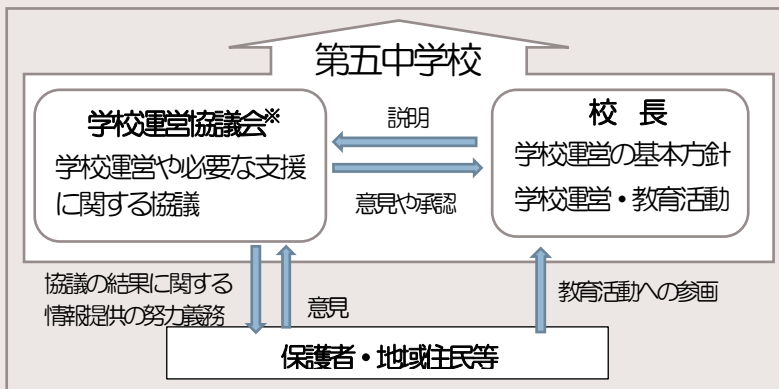 第五中学校
学校運営協議会※
学校運営や必要な支援
に関する協議
説明
意見や承認
校 長
学校運営の基本方針
学校運営・教育活動
協議の結果に関する
情報提供の努力義務
意見
教育活動への参画
保護者・地域住民等